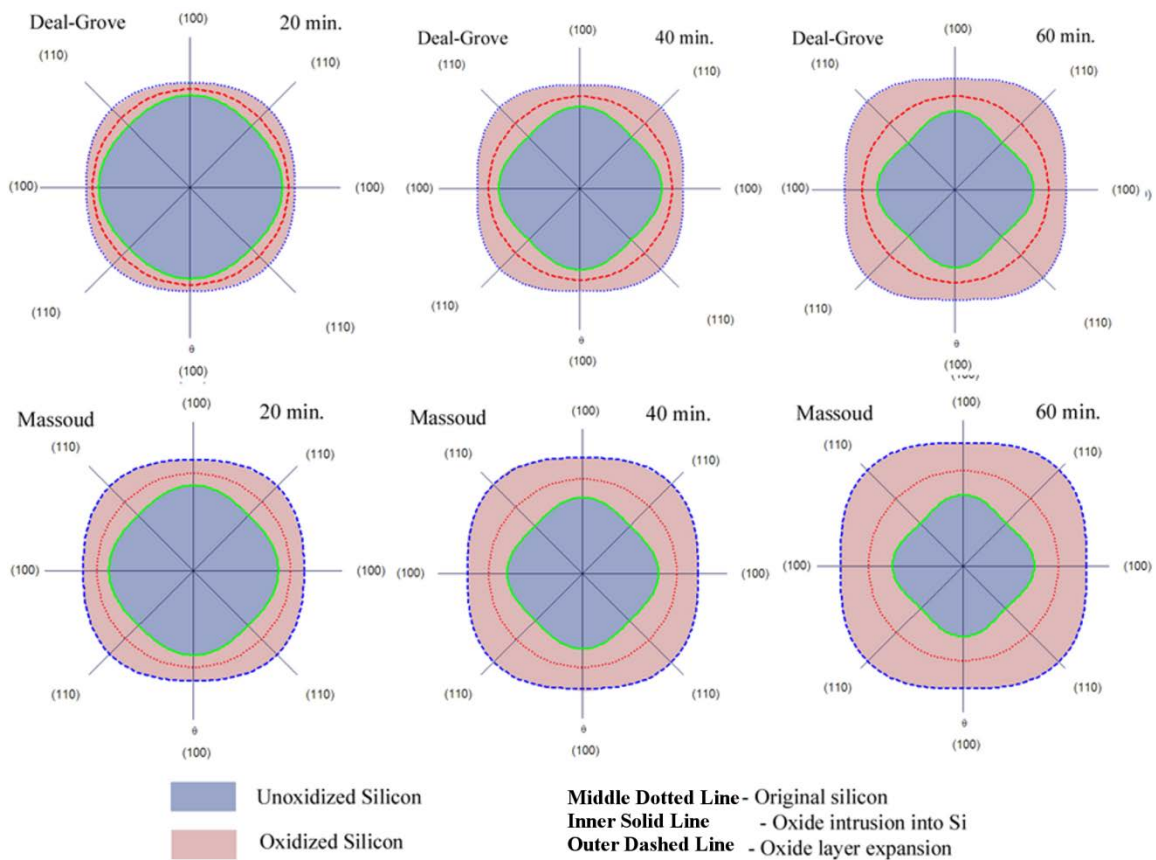 Deal-Grove
(100)
20 min.
(110)
(110)
(100)
(100)
(110)
(110)
θ
(100)
Deal-Grove
(100)
40 min.
(110)
(110)
(100)
(100)
(110)
(110)
θ
(100)
Deal-Grove
(100)
60 min.
(110)
(110)
(100)
(100)
(110)
(110)
θ
(100)
Massoud
(100)
20 min.
(110)
(110)
(100)
(100)
(110)
(110)
θ
(100)
Massoud
(100)
40 min.
(110)
(110)
(100)
(100)
(110)
(110)
θ
(100)
Massoud
(100)
60 min.
(110)
(110)
(100)
(100)
(110)
(110)
θ
(100)
Unoxidized Silicon
Oxidized Silicon
Middle Dotted Line - Original silicon
Inner Solid Line - Oxide intrusion into Si
Outer Dashed Line - Oxide layer expansion